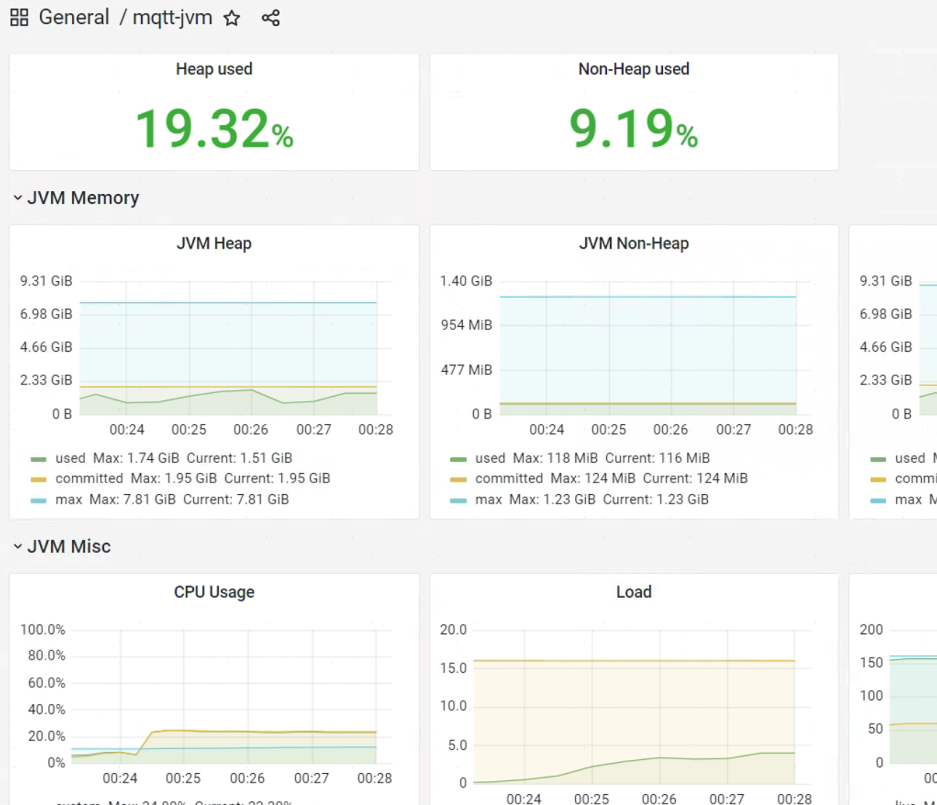 General / mqtt-jvm
Heap used
19.32%
Non-Heap used
9.19%
JVM Memory
JVM Heap
9.31 GiB
6.98 GiB
4.66 GiB
2.33 GiB
0 B
00:24 00:25 00:26 00:27 00:28
used Max: 1.74 GiB Current: 1.51 GiB
committed Max: 1.95 GiB Current: 1.95 GiB
max Max: 7.81 GiB Current: 7.81 GiB
JVM Non-Heap
1.40 GiB
954 MiB
477 MiB
0 B
00:24 00:25 00:26 00:27 00:28
used Max: 118 MiB Current: 116 MiB
committed Max: 124 MiB Current: 124 MiB
max Max: 1.23 GiB Current: 1.23 GiB
9.31 GiB
6.98 GiB
4.66 GiB
2.33 GiB
0 B
used
max
JVM Misc
CPU Usage
100.0%
80.0%
60.0%
40.0%
20.0%
0%
00:24 00:25 00:26 00:27 00:28
Load
20.0
15.0
10.0
5.0
0
00:24 00:25 00:26 00:27 00:28
200
150
100
50
0